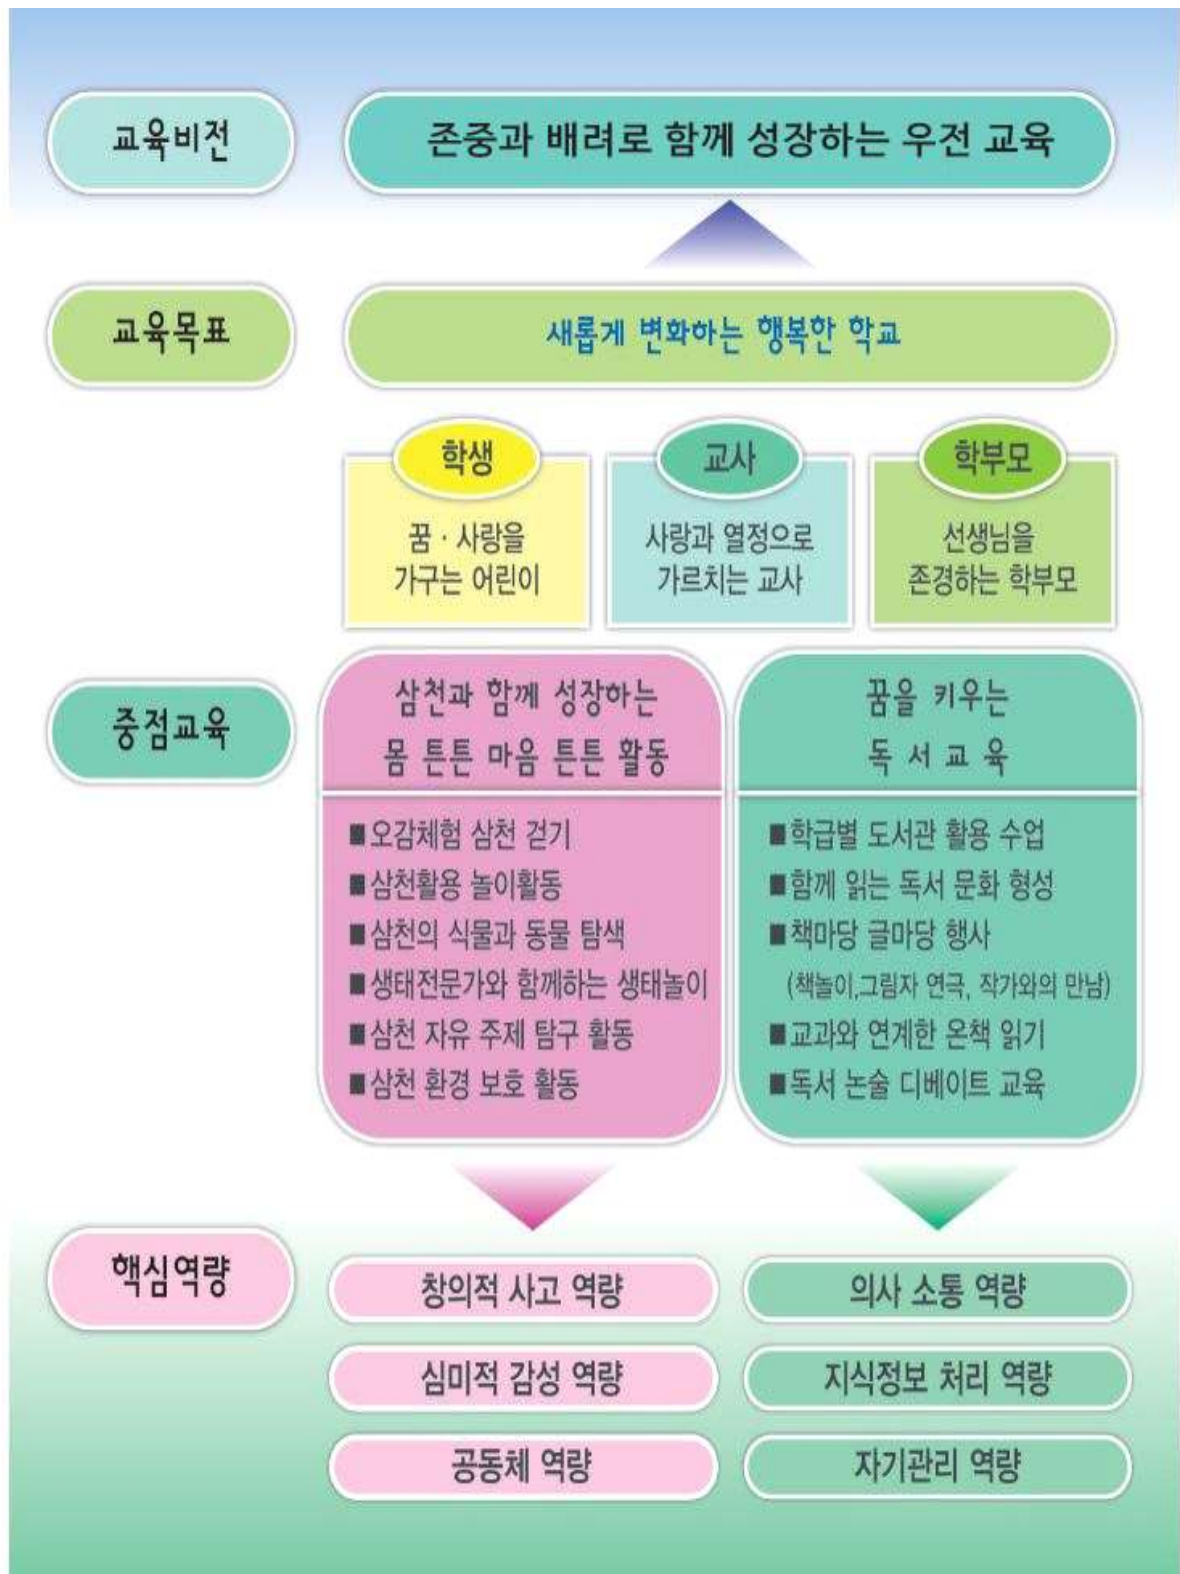 교육비전
존중과 배려로 함께 성장하는 우전 교육
교육목표
새롭게 변화하는 행복한 학교
학생
꿈 · 사랑을
가구는 어린이
교사
사랑과 열정으로
가르치는 교사
학부모
선생님을
존경하는 학부모
중점교육
삼천과 함께 성장하는
몸 튼튼 마음 튼튼 활동
■오감체험 삼천 걷기
■삼천활용 놀이활동
■삼천의 식물과 동물 탐색
■생태전문가와 함께하는 생태놀이
■삼천 자유 주제 탐구 활동
■삼천 환경 보호 활동
꿈을 키우는
독 서 교 육
■학급별 도서관 활용 수업
■함께 읽는 독서 문화 형성
■책마당 글마당 행사
(책놀이,그림자 연극, 작가와의 만남)
■교과와 연계한 온책 읽기
■독서 논술 디베이트 교육
핵심역량
창의적 사고 역량
심미적 감성 역량
공동체 역량
의사 소통 역량
지식정보 처리 역량
자기관리 역량